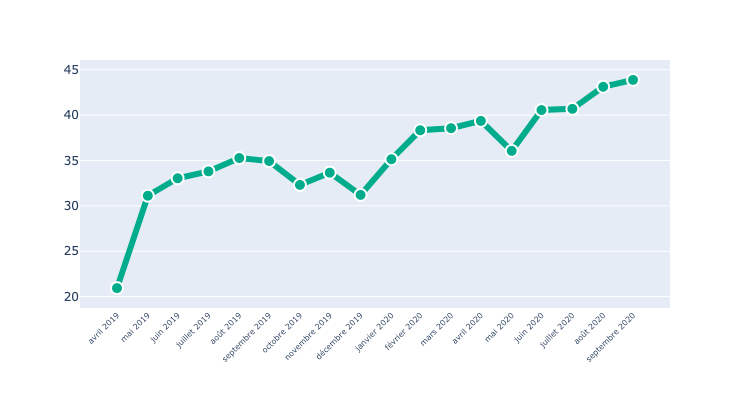 45
40
35
30
25
20
avril 2019
mai 2019
juin 2019
juillet 2019
août 2019
septembre 2019
octobre 2019
novembre 2019
décembre 2019
janvier 2020
février 2020
mars 2020
avril 2020
mai 2020
juin 2020
juillet 2020
août 2020
septembre 2020